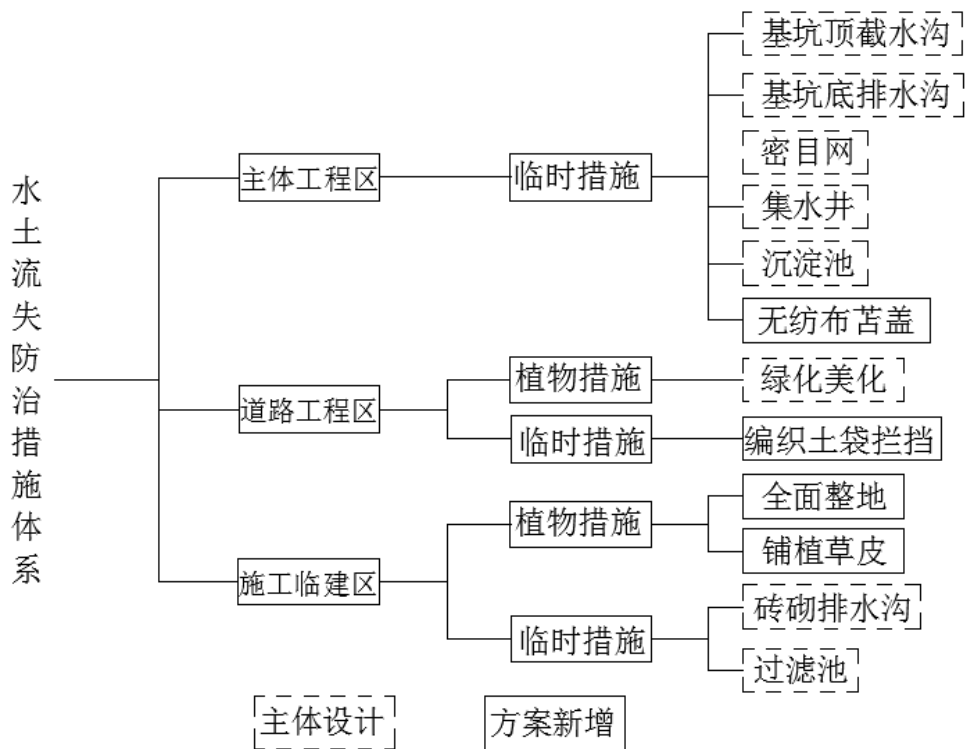 水土流失防治措施体系
主体工程区
临时措施
基坑顶截水沟
基坑底排水沟
密目网
集水井
沉淀池
无纺布苫盖
道路工程区
植物措施
绿化美化
临时措施
编织土袋拦挡
施工临建区
植物措施
全面整地
铺植草皮
临时措施
砖砌排水沟
过滤池
主体设计
方案新增